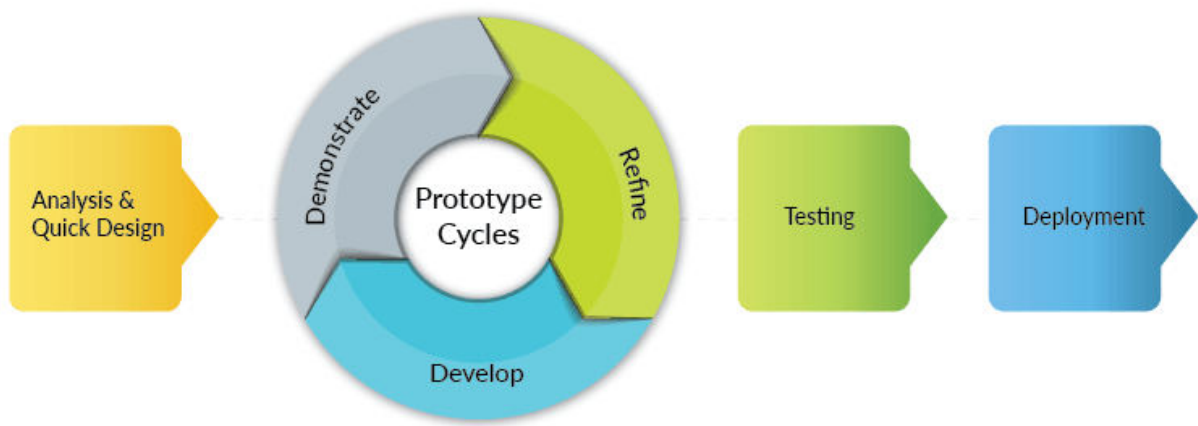 Analysis &
Quick Design
Demonstrate
Refine
Develop
Prototype
Cycles
Testing
Deployment